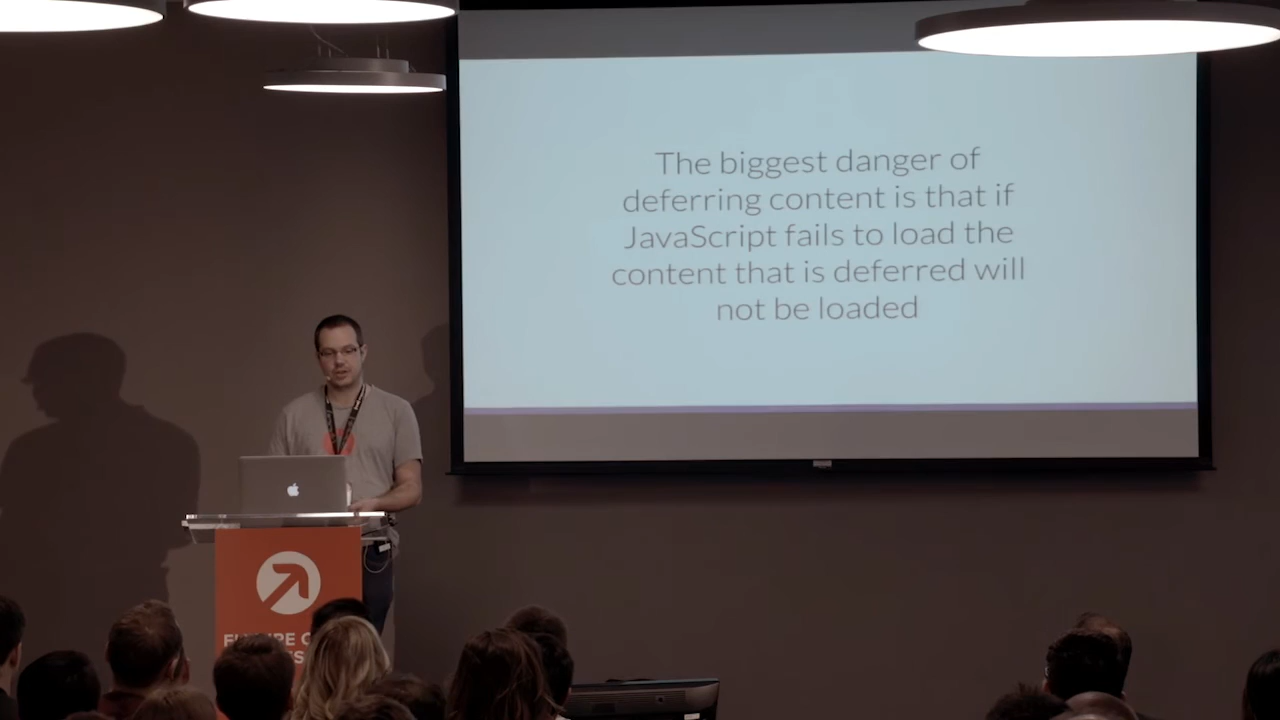 The biggest danger of
deferring content is that if
JavaScript fails to load the
content that is deferred will
not be loaded